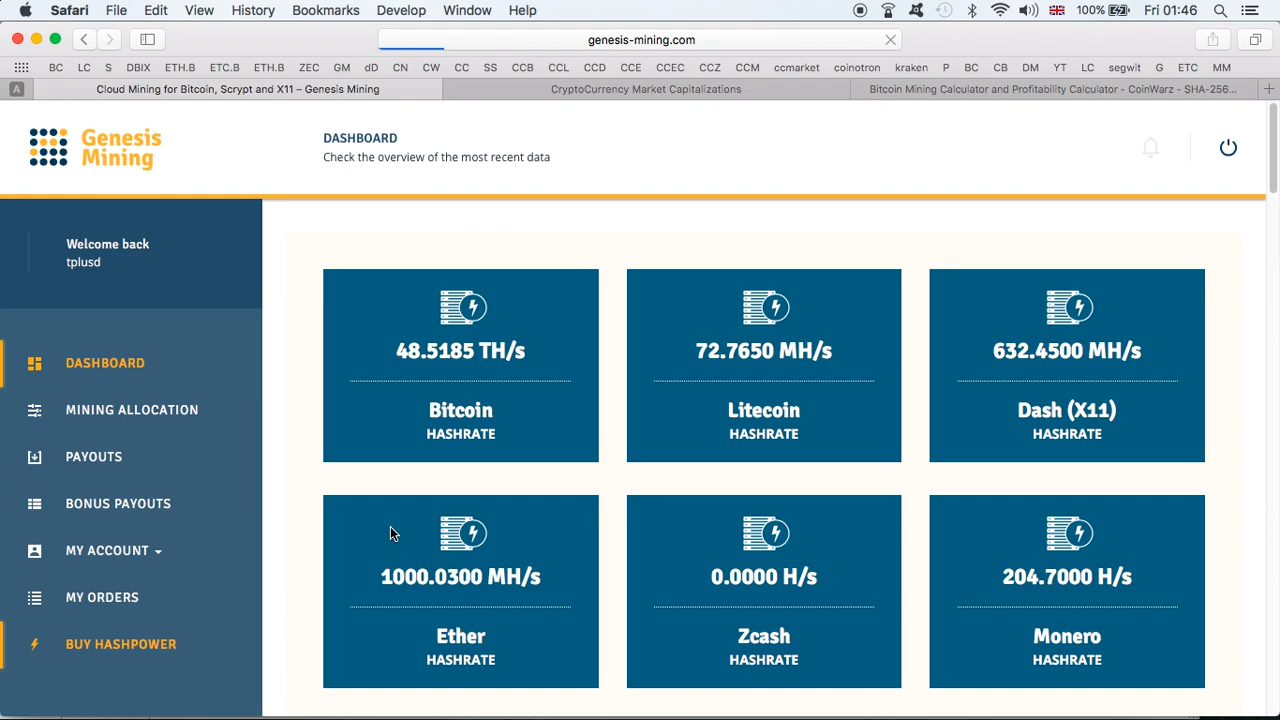 Safari File Edit View History Bookmarks Develop Window Help 100% Fri 01:46
genesis-mining.com
BC LC S DBIX ETH.B ETC.B ETH.B ZEC GM dD CN CW CC SS CCB CCL CCD CCE CCEC CCZ CCM ccmarket coinotron kraken P BC CB DM YT LC segwit G ETC MM
A Cloud Mining for Bitcoin, Scrypt and X11 – Genesis Mining CryptoCurrency Market Capitalizations Bitcoin Mining Calculator and Profitability Calculator - CoinWarz - SHA-256...
Genesis
Mining
DASHBOARD
Check the overview of the most recent data
Welcome back
tplusd
DASHBOARD
MINING ALLOCATION
PAYOUTS
BONUS PAYOUTS
MY ACCOUNT
MY ORDERS
BUY HASHPOWER
48.5185 TH/s
Bitcoin
HASHRATE
72.7650 MH/s
Litecoin
HASHRATE
632.4500 MH/s
Dash (X11)
HASHRATE
1000.0300 MH/s
Ether
HASHRATE
0.0000 H/s
Zcash
HASHRATE
204.7000 H/s
Monero
HASHRATE